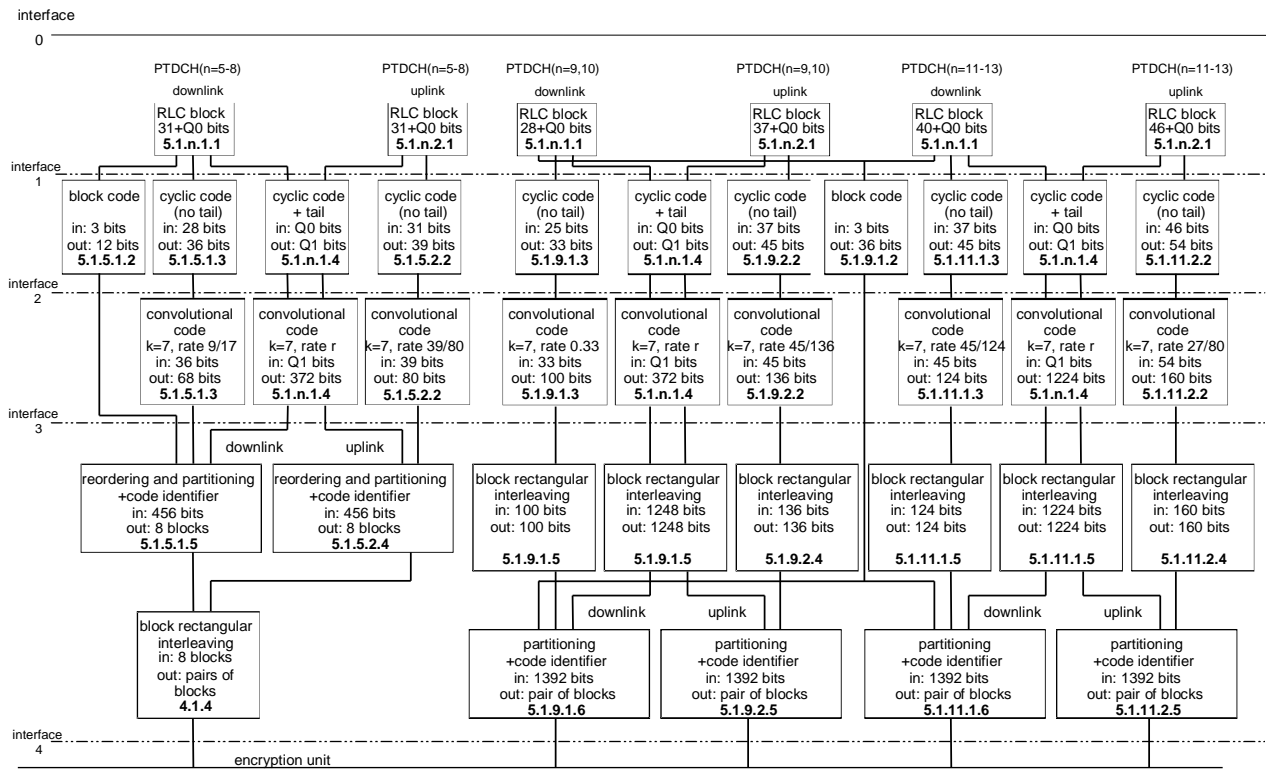 interface
0
PTDCH(n=5-8)
downlink
PTDCH(n=5-8)
uplink
PTDCH(n=9,10)
downlink
PTDCH(n=9,10)
uplink
PTDCH(n=11-13)
downlink
PTDCH(n=11-13)
uplink
RLC block
31+Q0 bits
5.1.n.1.1
RLC block
31+Q0 bits
5.1.n.2.1
RLC block
28+Q0 bits
5.1.n.1.1
RLC block
37+Q0 bits
5.1.n.2.1
RLC block
40+Q0 bits
5.1.n.1.1
RLC block
46+Q0 bits
5.1.n.2.1
interface
1
block code
in: 3 bits
out: 12 bits
5.1.5.1.2
cyclic code
(no tail)
in: 28 bits
out: 36 bits
5.1.5.1.3
cyclic code
+ tail
in: Q0 bits
out: Q1 bits
5.1.n.1.4
cyclic code
(no tail)
in: 31 bits
out: 39 bits
5.1.5.2.2
cyclic code
(no tail)
in: 25 bits
out: 33 bits
5.1.9.1.3
cyclic code
+ tail
in: Q0 bits
out: Q1 bits
5.1.n.1.4
cyclic code
(no tail)
in: 37 bits
out: 45 bits
5.1.9.2.2
block code
in: 3 bits
out: 36 bits
5.1.9.1.2
cyclic code
(no tail)
in: 37 bits
out: 45 bits
5.1.11.1.3
cyclic code
+ tail
in: Q0 bits
out: Q1 bits
5.1.n.1.4
cyclic code
(no tail)
in: 46 bits
out: 54 bits
5.1.11.2.2
interface
2
convolutional
code
k=7, rate 9/17
in: 36 bits
out: 68 bits
5.1.5.1.3
convolutional
code
k=7, rate r
in: Q1 bits
out: 372 bits
5.1.n.1.4
convolutional
code
k=7, rate 39/80
in: 39 bits
out: 80 bits
5.1.5.2.2
convolutional
code
k=7, rate 0.33
in: 33 bits
out: 100 bits
5.1.9.1.3
convolutional
code
k=7, rate r
in: Q1 bits
out: 372 bits
5.1.n.1.4
convolutional
code
k=7, rate 45/136
in: 45 bits
out: 136 bits
5.1.9.2.2
convolutional
code
k=7, rate 45/124
in: 45 bits
out: 124 bits
5.1.11.1.3
convolutional
code
k=7, rate r
in: Q1 bits
out: 1224 bits
5.1.n.1.4
convolutional
code
k=7, rate 27/80
in: 54 bits
out: 160 bits
5.1.11.2.2
interface
3
downlink
uplink
reordering and partitioning
+code identifier
in: 456 bits
out: 8 blocks
5.1.5.1.5
reordering and partitioning
+code identifier
in: 456 bits
out: 8 blocks
5.1.5.2.4
block rectangular
interleaving
in: 100 bits
out: 100 bits
5.1.9.1.5
block rectangular
interleaving
in: 1248 bits
out: 1248 bits
5.1.9.1.5
block rectangular
interleaving
in: 136 bits
out: 136 bits
5.1.9.2.4
block rectangular
interleaving
in: 124 bits
out: 124 bits
5.1.11.1.5
block rectangular
interleaving
in: 1224 bits
out: 1224 bits
5.1.11.1.5
block rectangular
interleaving
in: 160 bits
out: 160 bits
5.1.11.2.4
downlink
uplink
downlink
uplink
block rectangular
interleaving
in: 8 blocks
out: pairs of
blocks
4.1.4
partitioning
+code identifier
in: 1392 bits
out: pair of blocks
5.1.9.1.6
partitioning
+code identifier
in: 1392 bits
out: pair of blocks
5.1.9.2.5
partitioning
+code identifier
in: 1392 bits
out: pair of blocks
5.1.11.1.6
partitioning
+code identifier
in: 1392 bits
out: pair of blocks
5.1.11.2.5
interface
4
encryption unit